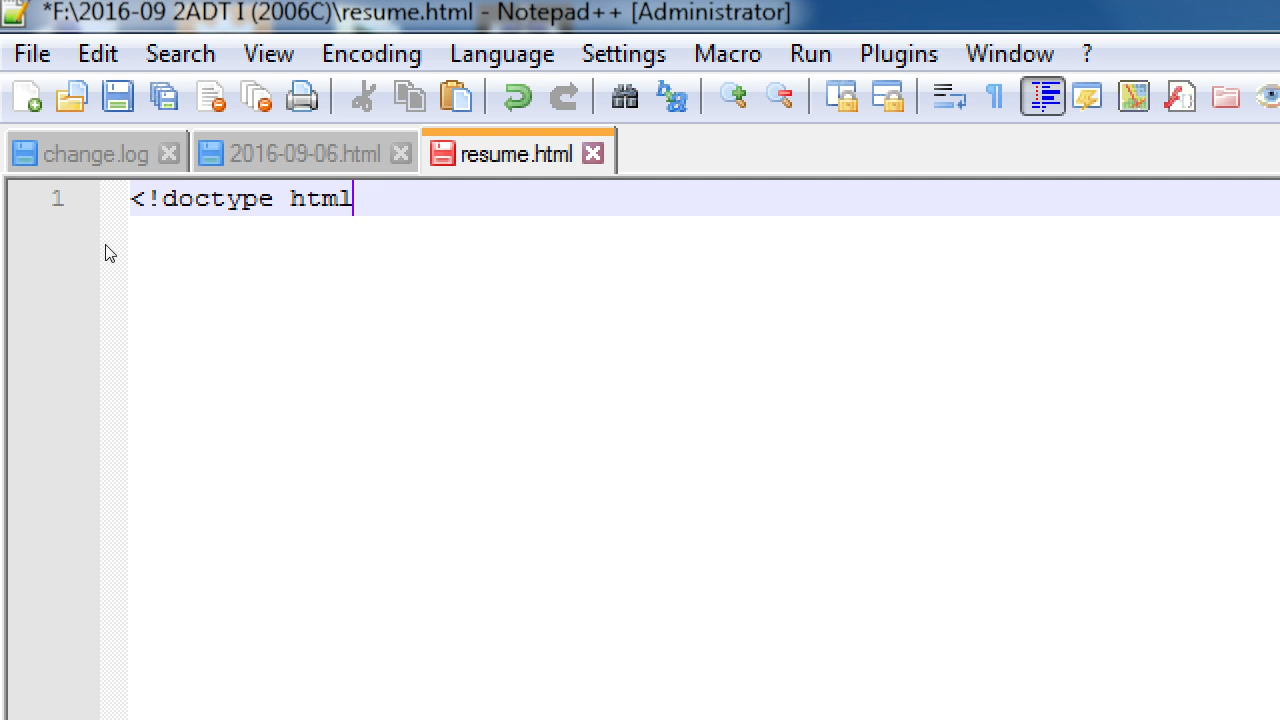 *F:\2016-09 2ADT I (2006C)\resume.html - Notepad++ [Administrator]
File Edit Search View Encoding Language Settings Macro Run Plugins Window ?
change.log 2016-09-06.html resume.html
1 <!doctype html